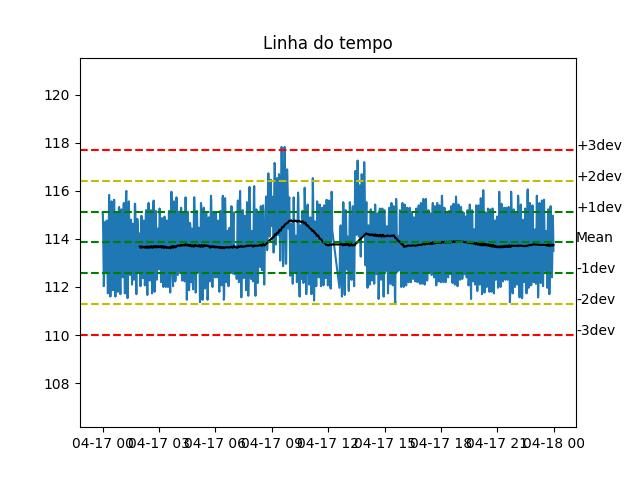 Linha do tempo
120
118
116
114
112
110
108
+3dev
+2dev
+1dev
Mean
-1dev
-2dev
-3dev
04-17 00 04-17 03 04-17 06 04-17 09 04-17 12 04-17 15 04-17 18 04-17 21 04-18 00